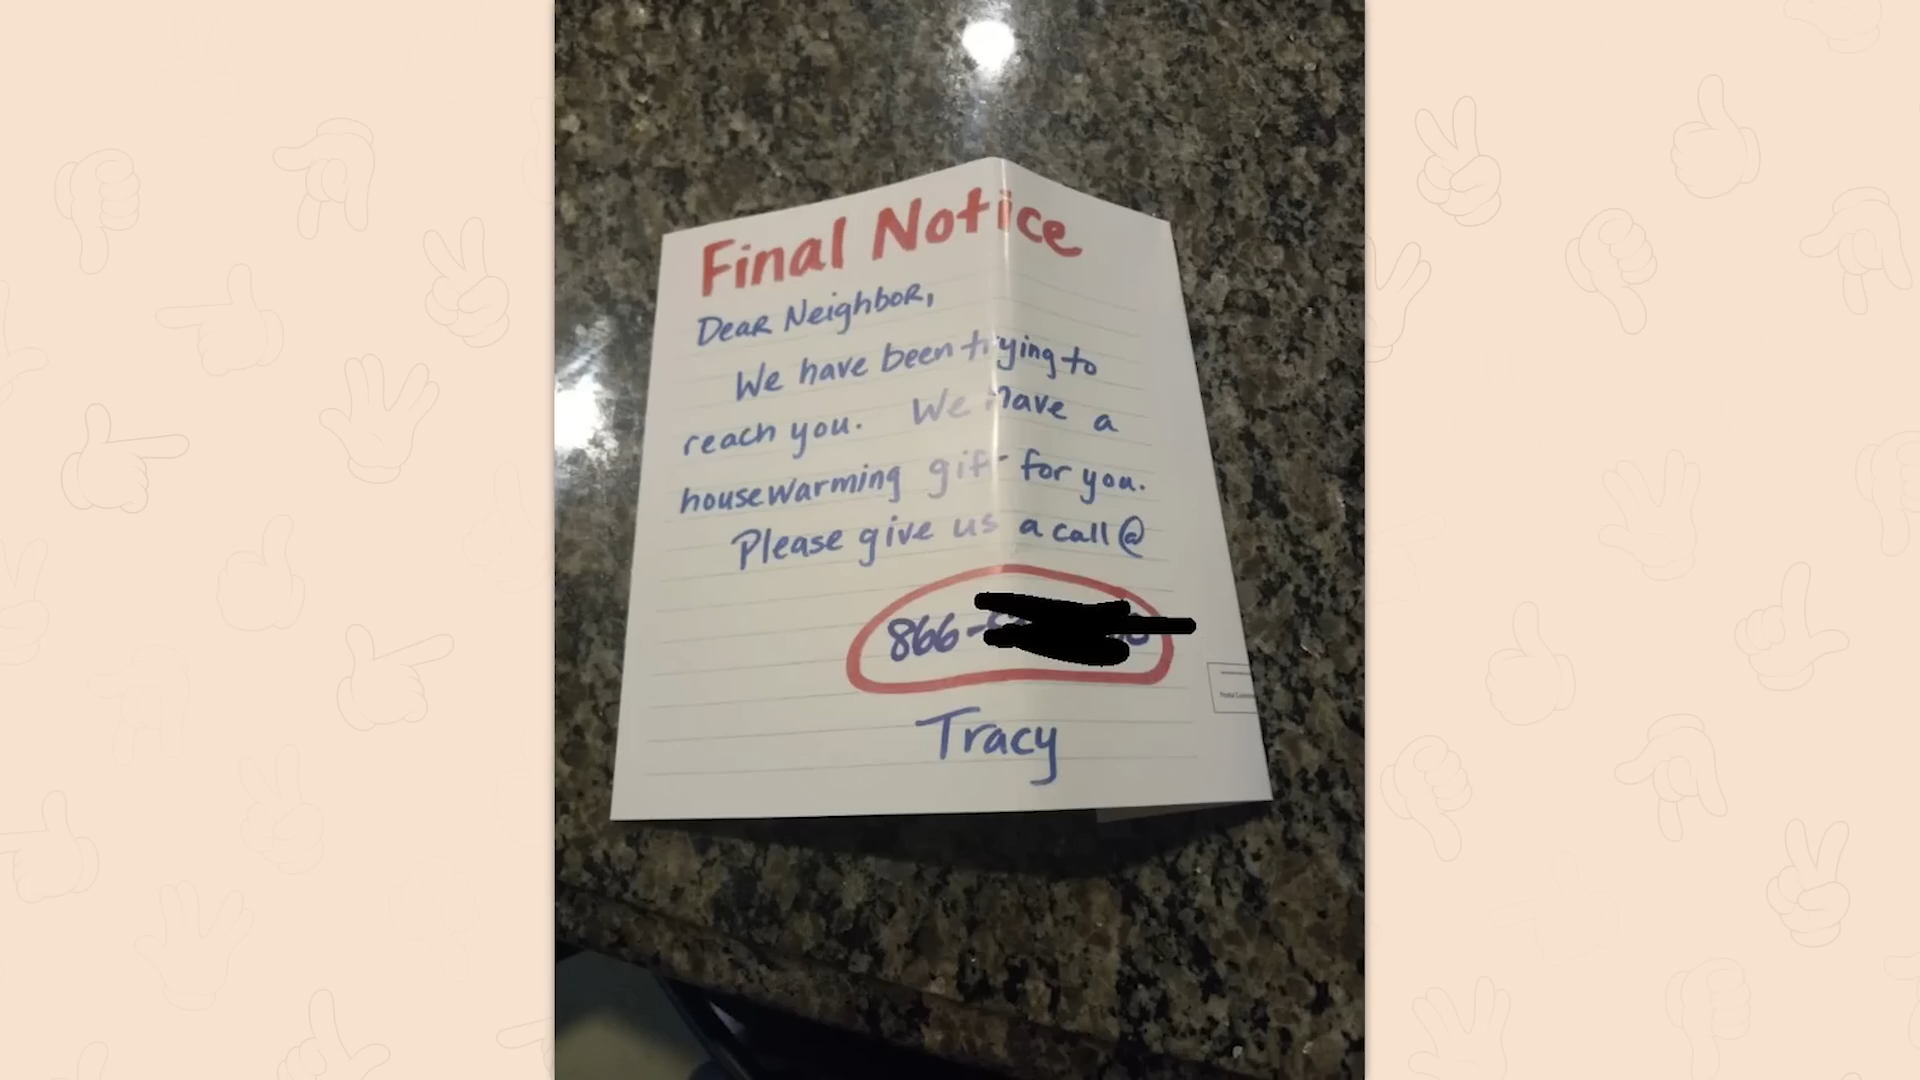 Final Notice
Dear Neighbor,
We have been trying to
reach you. We have a
housewarming gift for you.
Please give us a call @
866-
Tracy
Postal